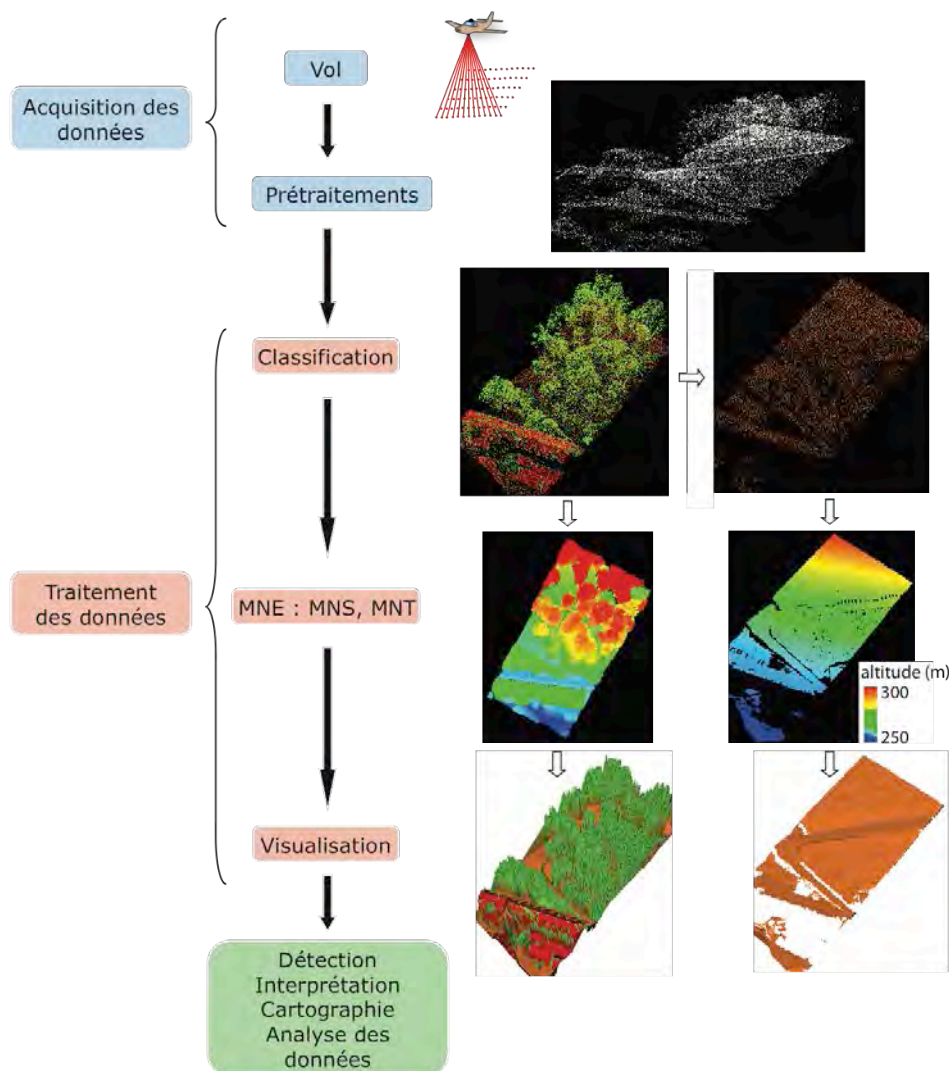 Vol
Acquisition des
données
Prétraitements
Classification
Traitement
des données
MNE : MNS, MNT
altitude (m)
300
250
Visualisation
Détection
Interprétation
Cartographie
Analyse des
données